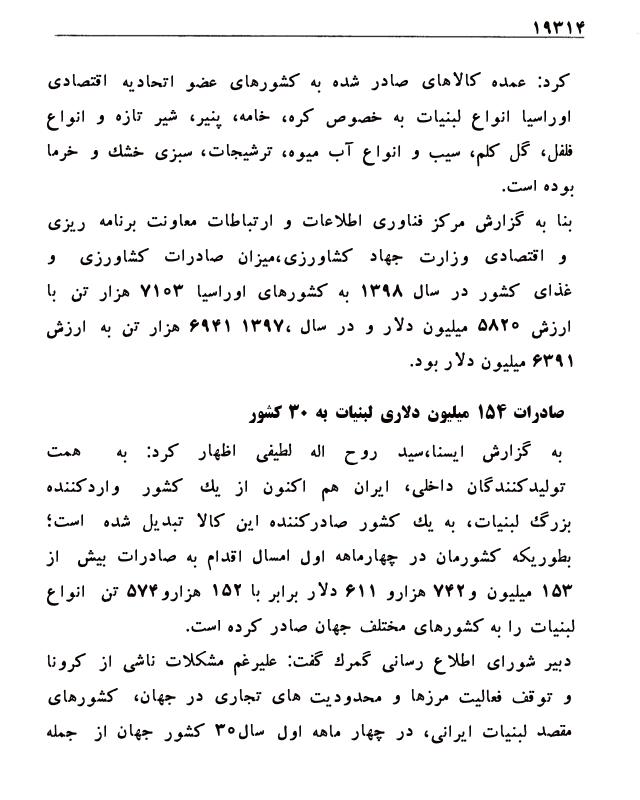 ۱۹۳۱۴
کرد: عمده کالاهای صادر شده به کشورهای عضو اتحادیه اقتصادی
اوراسیا انواع لبنیات به خصوص کره، خامه، پنیر، شیر تازه و انواع
فلفل، گل کلم، سیب و انواع آب میوه، ترشیجات، سبزی خشك و خرما
بوده است.
بنا به گزارش مرکز فناوری اطلاعات و ارتباطات معاونت برنامه ریزی
و اقتصادی وزارت جهاد کشاورزی،میزان صادرات کشاورزی و
غذای کشور در سال ۱۳۹۸ به کشورهای اوراسیا ۷۱۰۳ هزار تن با
ارزش ۵۸۲۰ میلیون دلار و در سال ،۱۳۹۷ ۶۹۴۱ هزار تن به ارزش
۶۳۹۱ میلیون دلار بود.
صادرات ۱۵۴ میلیون دلاری لبنیات به ۳۰ کشور
به گزارش ایسنا،سید روح اله لطیفی اظهار کرد: به همت
تولیدکنندگان داخلی، ایران هم اکنون از یك کشور واردکننده
بزرگ لبنیات، به یك کشور صادرکننده این کالا تبدیل شده است؛
بطوریکه کشورمان در چهارماهه اول امسال اقدام به صادرات بیش از
۱۵۳ میلیون و۷۴۲ هزارو ۶۱۱ دلار برابر با ۱۵۲ هزارو۵۷۴ تن انواع
لبنیات را به کشورهای مختلف جهان صادر کرده است.
دبیر شورای اطلاع رسانی گمرك گفت: علیرغم مشکلات ناشی از کرونا
و توقف فعالیت مرزها و محدودیت های تجاری در جهان، کشورهای
مقصد لبنیات ایرانی، در چهار ماهه اول سال۳۰ کشور جهان از جمله